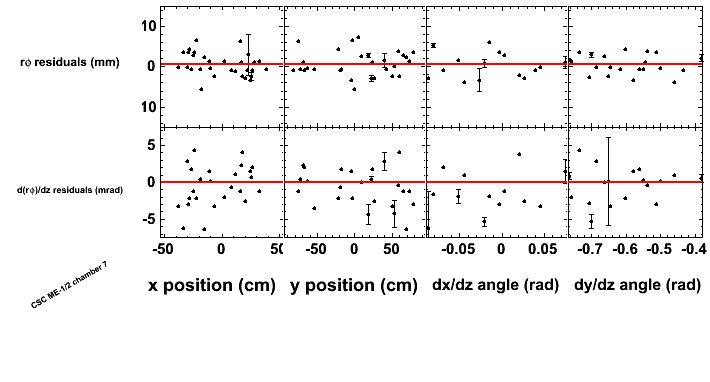 10
rϕ residuals (mm)
0
10
5
d(rϕ)/dz residuals (mrad)
0
-5
-50 0 50 -50 0 50 -0.05 0 0.05 -0.7 -0.6 -0.5 -0.4
x position (cm) y position (cm) dx/dz angle (rad) dy/dz angle (rad)
CSC ME-1/2 chamber 7